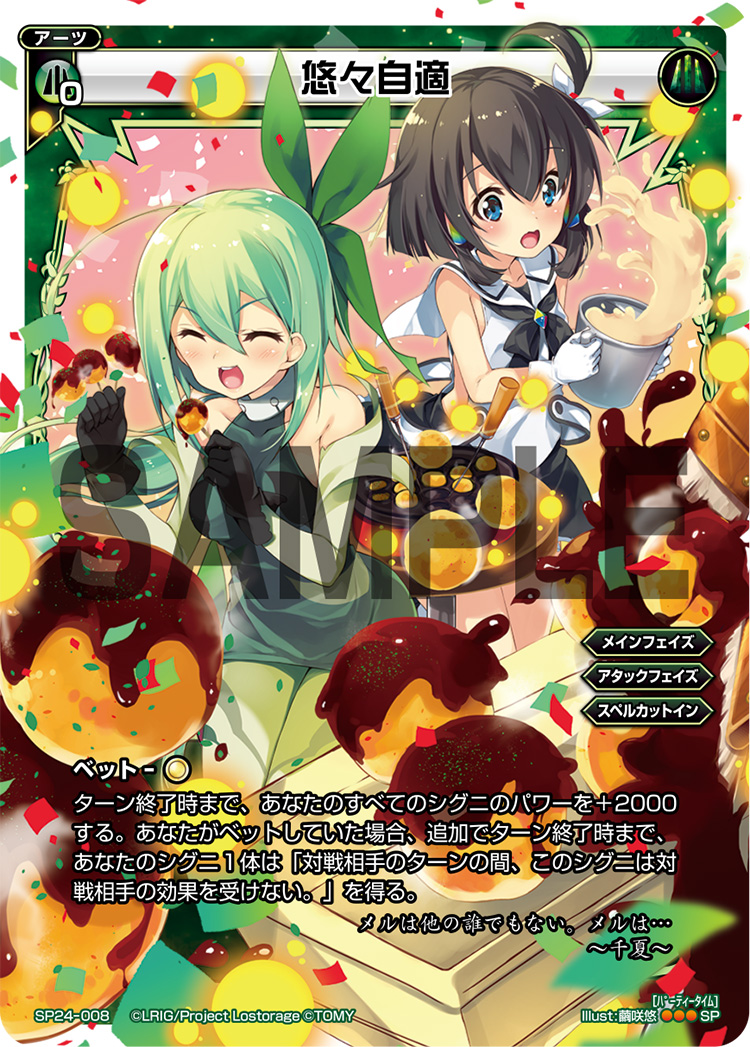 アーツ
悠々自適
0
SAMPLE
メインフェイズ
アタックフェイズ
スペルカットイン
ベット -
ターン終了時まで、あなたのすべてのシグニのパワーを＋2000
する。あなたがベットしていた場合、追加でターン終了時まで、
あなたのシグニ１体は「対戦相手のターンの間、このシグニは対
戦相手の効果を受けない。」を得る。
メルは他の誰でもない。メルは…
～千夏～
[パーティータイム]
SP24-008 ©LRIG/Project Lostorage ©TOMY Illust:繭咲悠 SP